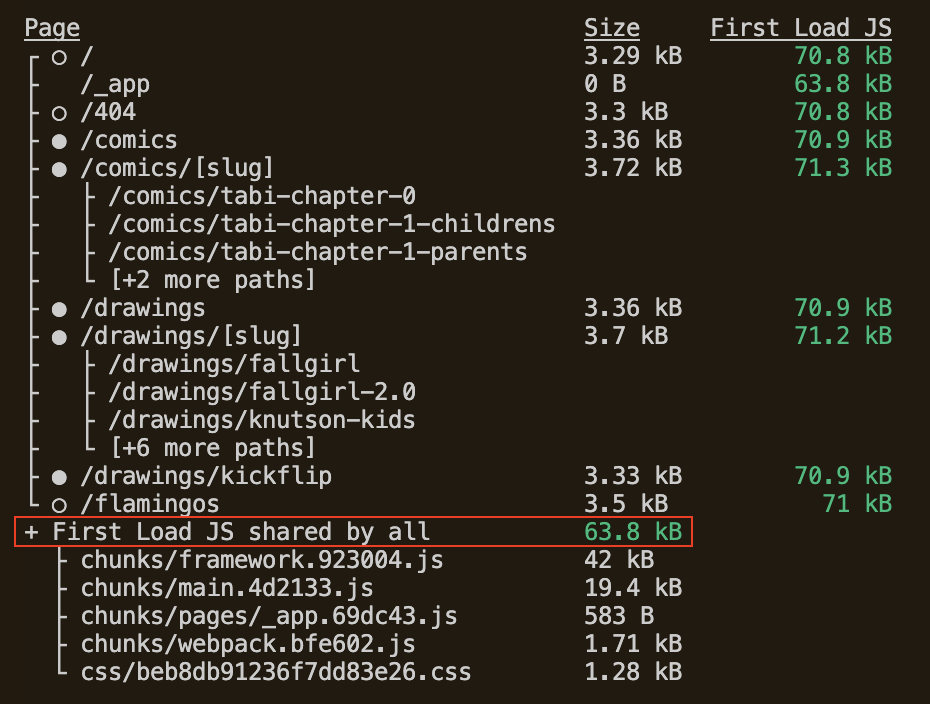 Page Size First Load JS
┌ ○ / 3.29 kB 70.8 kB
├   /_app 0 B 63.8 kB
├ ○ /404 3.3 kB 70.8 kB
├ ● /comics 3.36 kB 70.9 kB
├ ● /comics/[slug] 3.72 kB 71.3 kB
├   ├ /comics/tabi-chapter-0
├   ├ /comics/tabi-chapter-1-childrens
├   ├ /comics/tabi-chapter-1-parents
├   └ [+2 more paths]
├ ● /drawings 3.36 kB 70.9 kB
├ ● /drawings/[slug] 3.7 kB 71.2 kB
├   ├ /drawings/fallgirl
├   ├ /drawings/fallgirl-2.0
├   ├ /drawings/knutson-kids
├   └ [+6 more paths]
├ ● /drawings/kickflip 3.33 kB 70.9 kB
└ ○ /flamingos 3.5 kB 71 kB
+ First Load JS shared by all 63.8 kB
  ├ chunks/framework.923004.js 42 kB
  ├ chunks/main.4d2133.js 19.4 kB
  ├ chunks/pages/_app.69dc43.js 583 B
  ├ chunks/webpack.bfe602.js 1.71 kB
  └ css/beb8db91236f7dd83e26.css 1.28 kB